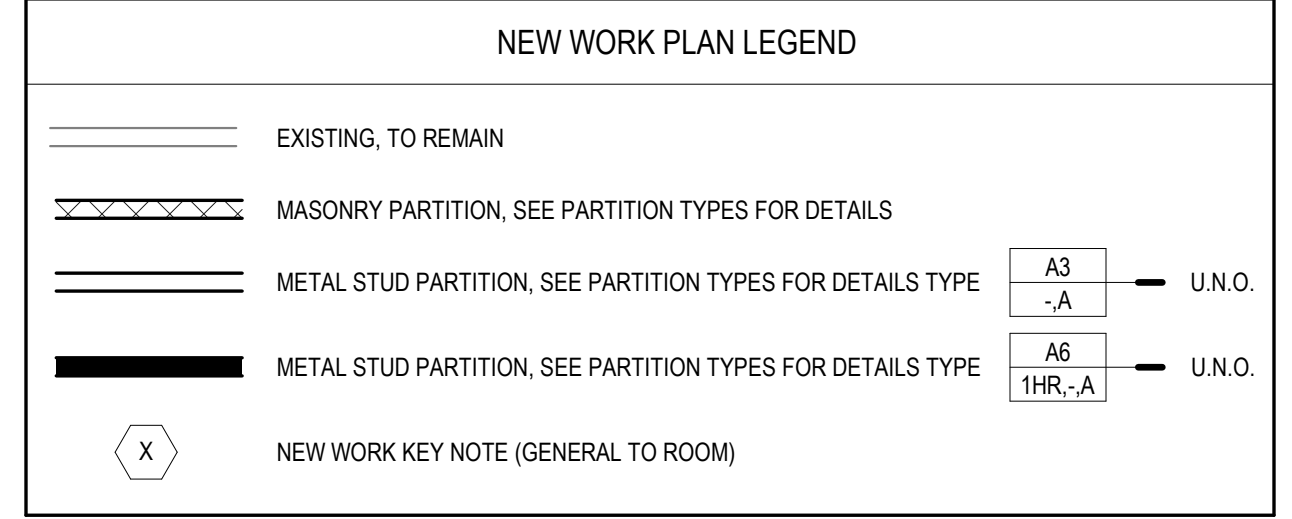 NEW WORK PLAN LEGEND
EXISTING, TO REMAIN
MASONRY PARTITION, SEE PARTITION TYPES FOR DETAILS
METAL STUD PARTITION, SEE PARTITION TYPES FOR DETAILS TYPE
A3
-,A
U.N.O.
METAL STUD PARTITION, SEE PARTITION TYPES FOR DETAILS TYPE
A6
1HR,-,A
U.N.O.
X
NEW WORK KEY NOTE (GENERAL TO ROOM)